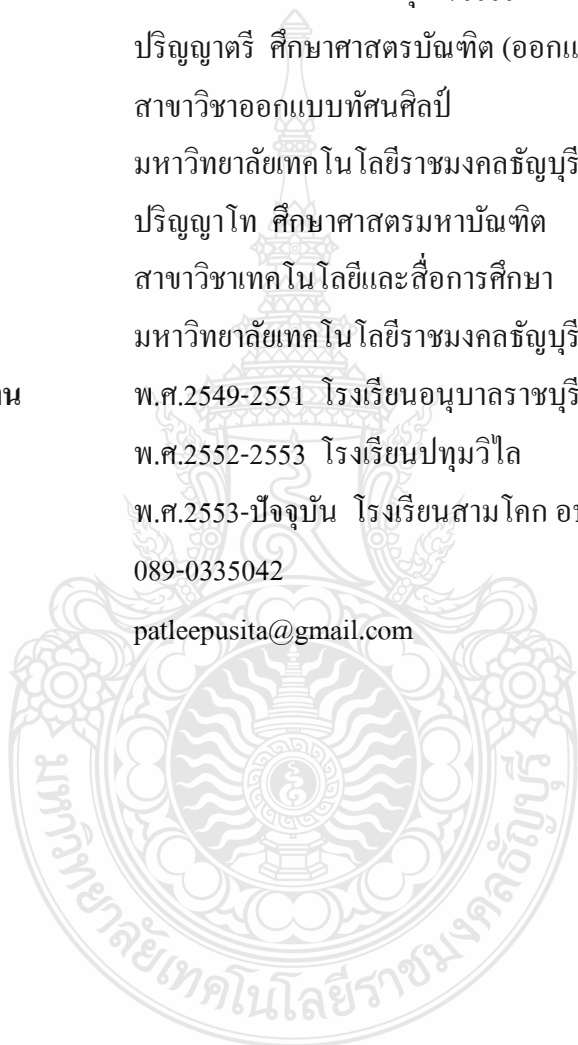 ปริญญาตรี ศึกษาศาสตรบัณฑิต
สาขาวิชาออกแบบทัศนศิลป์
มหาวิทยาลัยเทคโนโลยีราชมงคลธัญบุรี
ปริญญาโท ศึกษาศาสตรมหาบัณฑิต
สาขาวิชาเทคโนโลยีและสื่อการศึกษา
มหาวิทยาลัยเทคโนโลยีราชมงคลธัญบุรี
พ.ศ.2549-2551 โรงเรียนอนุบาลราชบุรี
พ.ศ.2552-2553 โรงเรียนปทุมวิไล
พ.ศ.2553-ปัจจุบัน โรงเรียนสามโคก
089-0335042
patleepusita@gmail.com
มหาวิทยาลัยเทคโนโลยีราชมงคลธัญบุรี